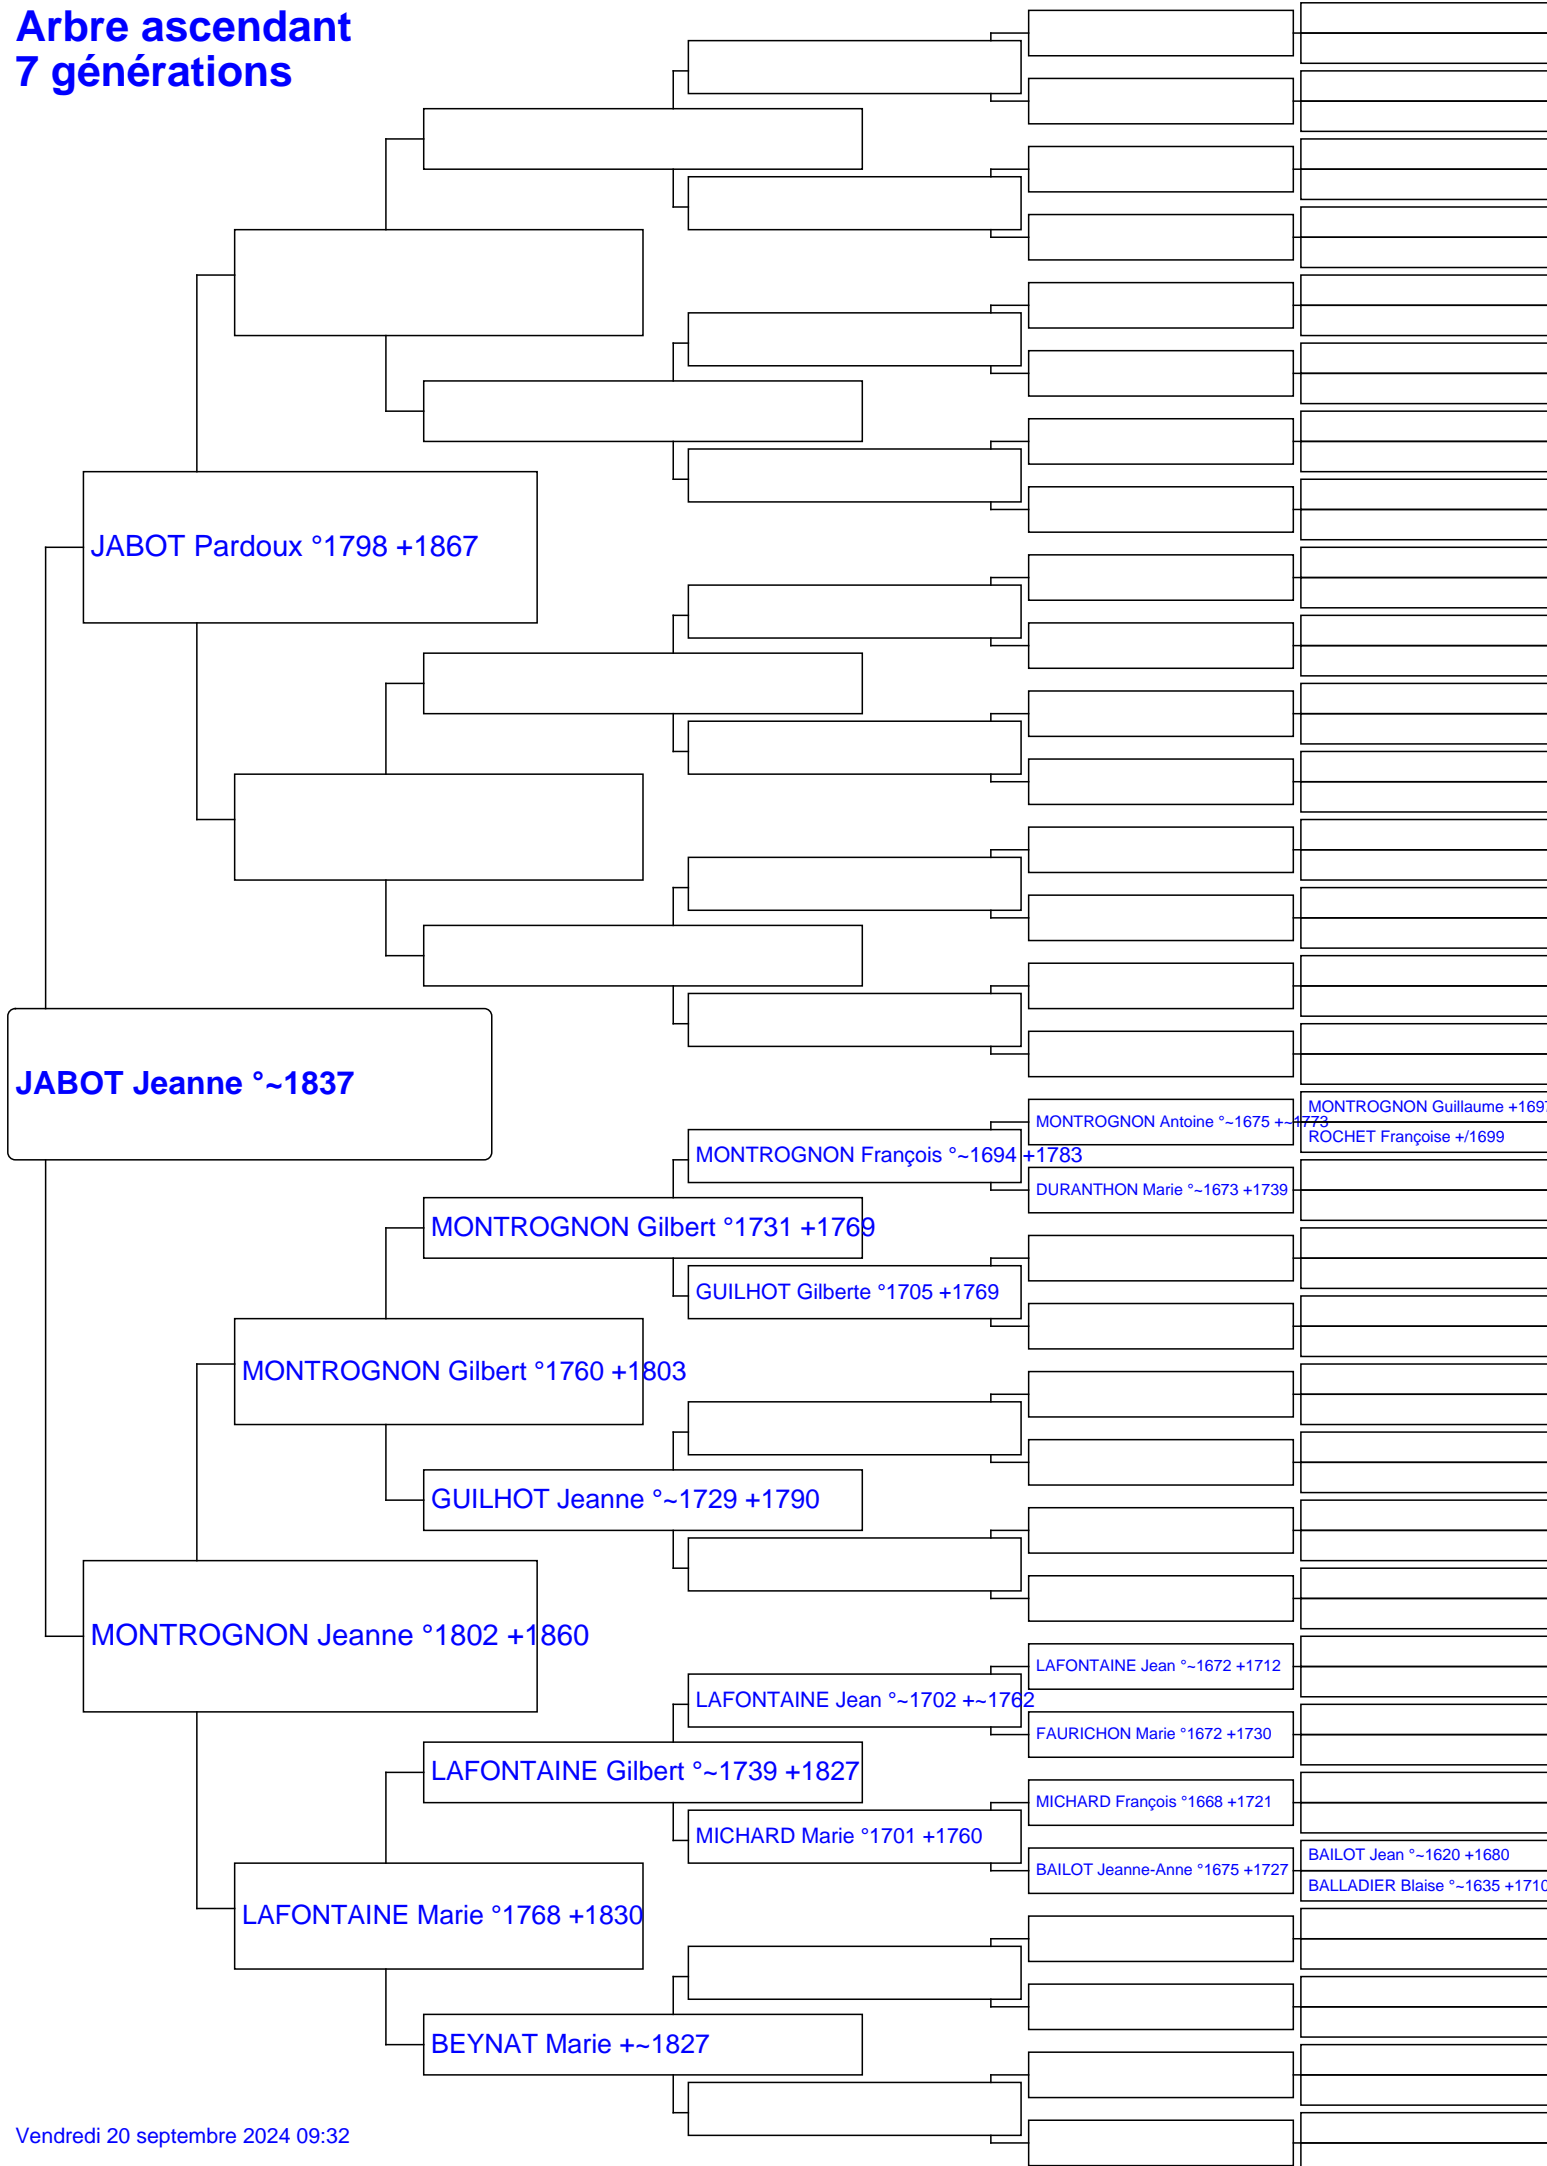 Arbre ascendant
7 générations
JABOT Pardoux °1798 +1867
JABOT Jeanne °~1837
MONTROGNON Guillaume +1697
MONTROGNON Antoine °~1675 +~1773
ROCHET Françoise +/1699
MONTROGNON François °~1694 +1783
DURANTHON Marie °~1673 +1739
MONTROGNON Gilbert °1731 +1769
GUILHOT Gilberte °1705 +1769
MONTROGNON Gilbert °1760 +1803
GUILHOT Jeanne °~1729 +1790
MONTROGNON Jeanne °1802 +1860
LAFONTAINE Jean °~1672 +1712
LAFONTAINE Jean °~1702 +~1762
FAURICHON Marie °1672 +1730
LAFONTAINE Gilbert °~1739 +1827
MICHARD François °1668 +1721
MICHARD Marie °1701 +1760
BAILOT Jean °~1620 +1680
BAILOT Jeanne-Anne °1675 +1727
BALLADIER Blaise °~1635 +1710
LAFONTAINE Marie °1768 +1830
BEYNAT Marie +~1827
Vendredi 20 septembre 2024 09:32